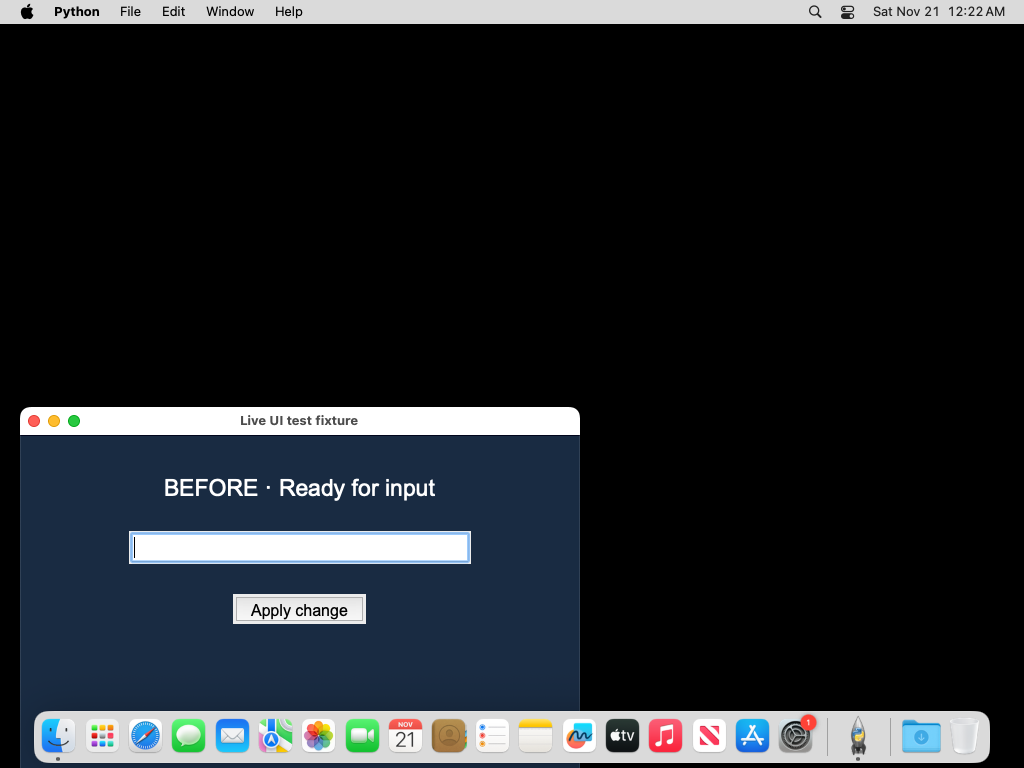 Python File Edit Window Help Sat Nov 21 12:22 AM
Live UI test fixture
BEFORE · Ready for input
Apply change
NOV
21
tv
1